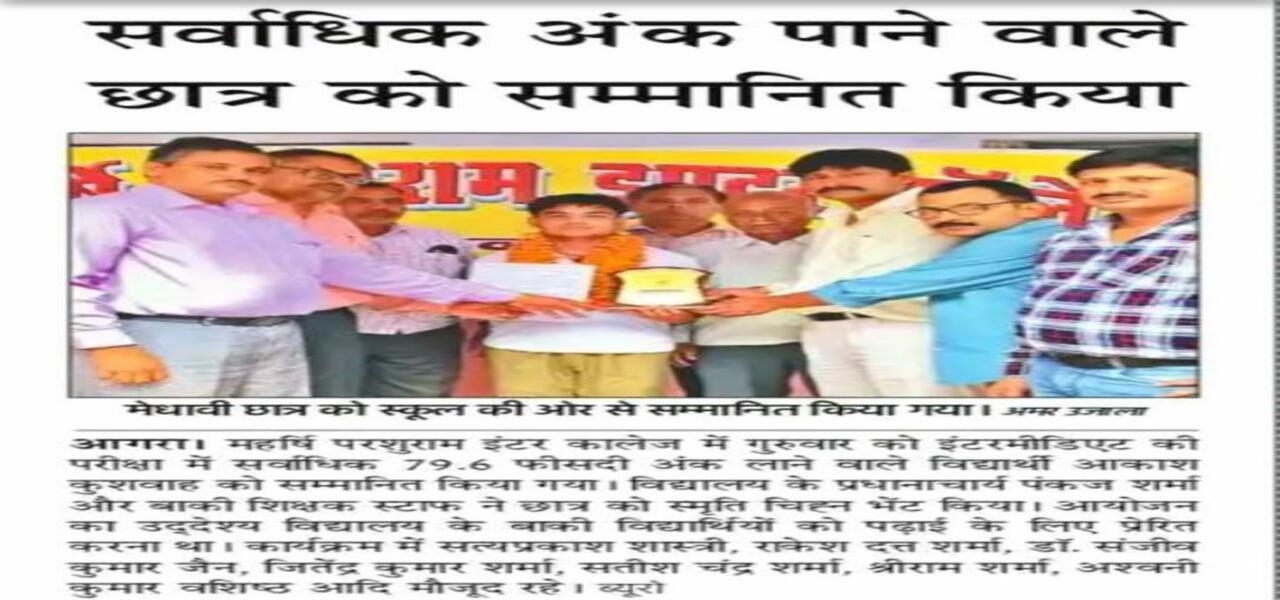 सर्वाधिक अंक पाने वाले
छात्र को सम्मानित किया
राम इण्टर
मेधावी छात्र को स्कूल की ओर से सम्मानित किया गया। अमर उजाला
आगरा। महर्षि परशुराम इंटर कालेज में गुरुवार को इंटरमीडिएट की
परीक्षा में सर्वाधिक 79.6 फीसदी अंक लाने वाले विद्यार्थी आकाश
कुशवाह को सम्मानित किया गया। विद्यालय के प्रधानाचार्य पंकज शर्मा
और बाकी शिक्षक स्टाफ ने छात्र को स्मृति चिह्न भेंट किया। आयोजन
का उद्देश्य विद्यालय के बाकी विद्यार्थियों को पढ़ाई के लिए प्रेरित
करना था। कार्यक्रम में सत्यप्रकाश शास्त्री, राकेश दत्त शर्मा, डॉ. संजीव
कुमार जैन, जितेंद्र कुमार शर्मा, सतीश चंद्र शर्मा, श्रीराम शर्मा, अश्वनी
कुमार वशिष्ठ आदि मौजूद रहे। ब्यूरो